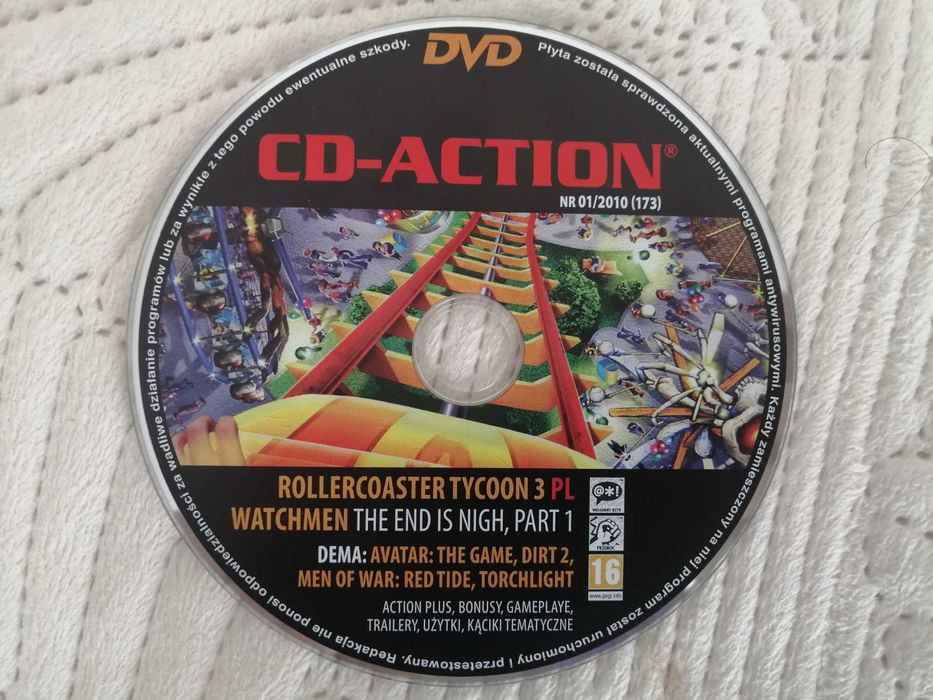 DVD
CD-ACTION®
NR 01/2010 (173)
ROLLERCOASTER TYCOON 3 PL
WATCHMEN THE END IS NIGH, PART 1
DEMA: AVATAR: THE GAME, DIRT 2,
MEN OF WAR: RED TIDE, TORCHLIGHT
ACTION PLUS, BONUSY, GAMEPLAYE,
TRAILERY, UŻYTKI, KĄCIKI TEMATYCZNE
@*!
WULGARNY JĘZYK
PRZEMOC
16
www.pegi.info
Płyta została sprawdzona aktualnymi programami antywirusowymi. Każdy zamieszczony na niej program został uruchomiony i przetestowany. Redakcja nie ponosi odpowiedzialności za wadliwe działanie programów lub za wynikłe z tego powodu ewentualne szkody.